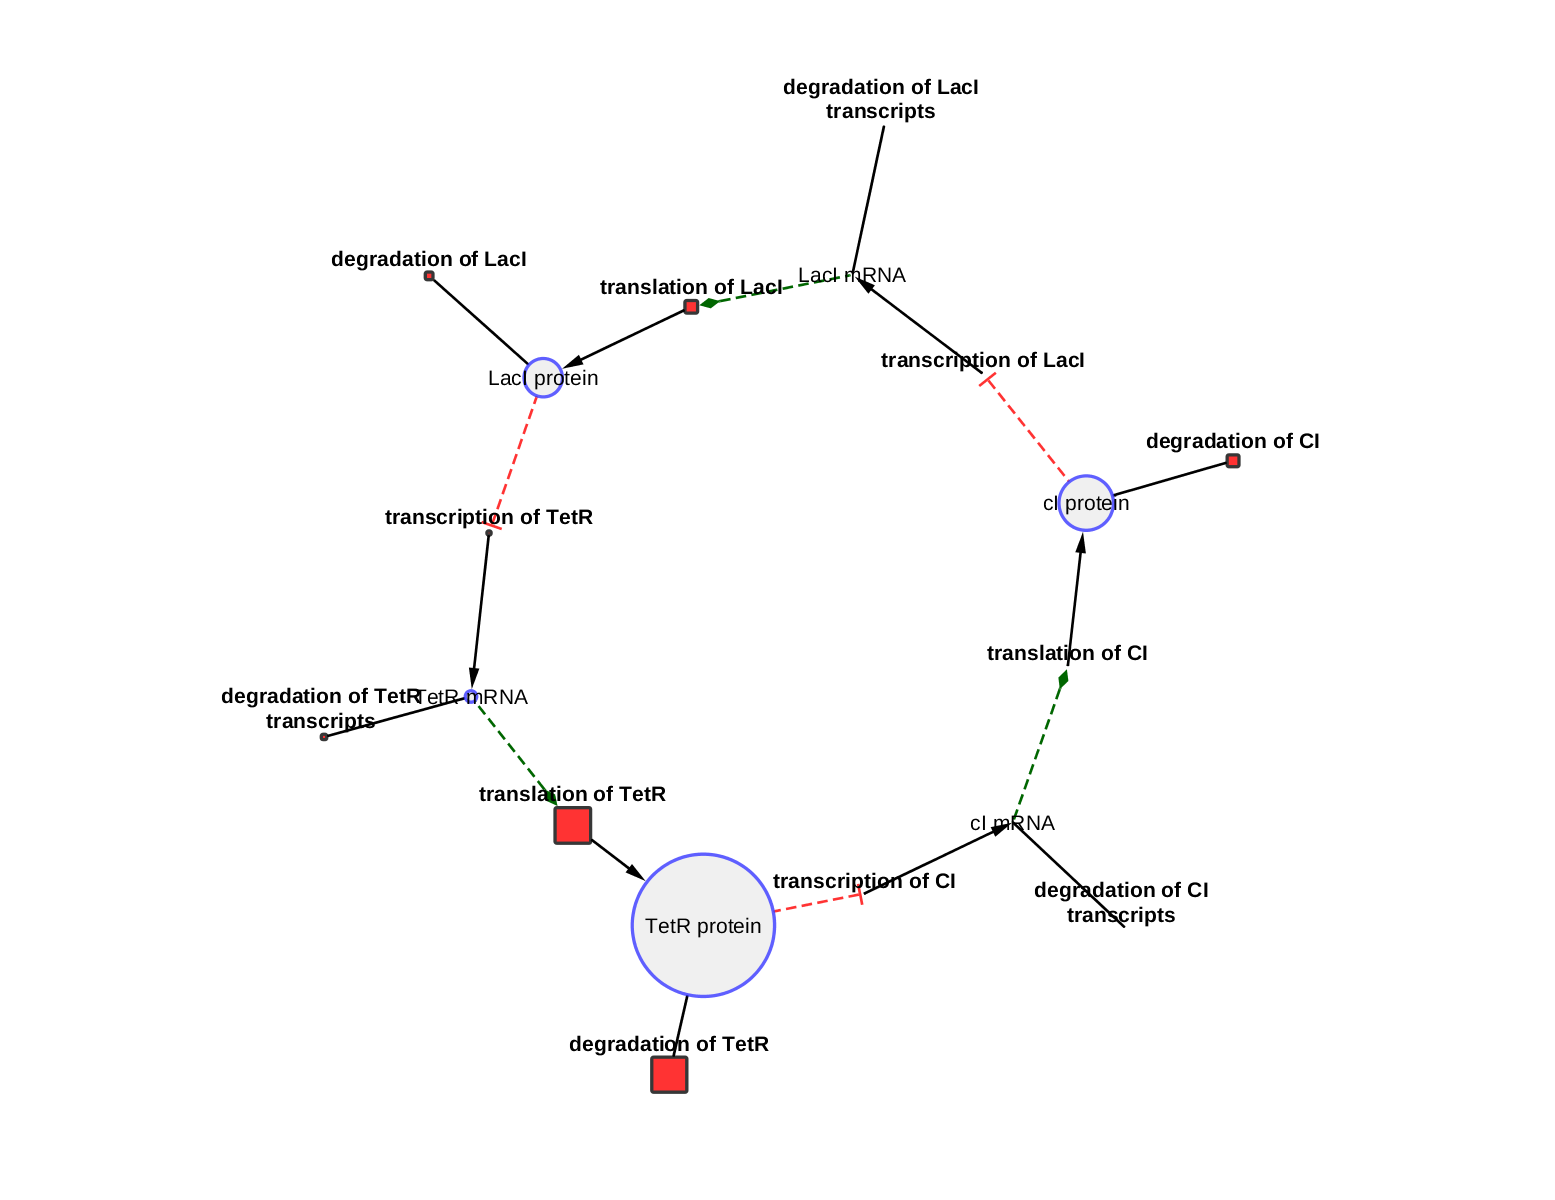 degradation of LacI
transcripts
degradation of LacI
LacI mRNA
translation of LacI
transcription of LacI
LacI protein
degradation of CI
cI protein
transcription of TetR
translation of CI
degradation of TetR
transcripts
TetR mRNA
translation of TetR
cI mRNA
transcription of CI
degradation of CI
transcripts
TetR protein
degradation of TetR